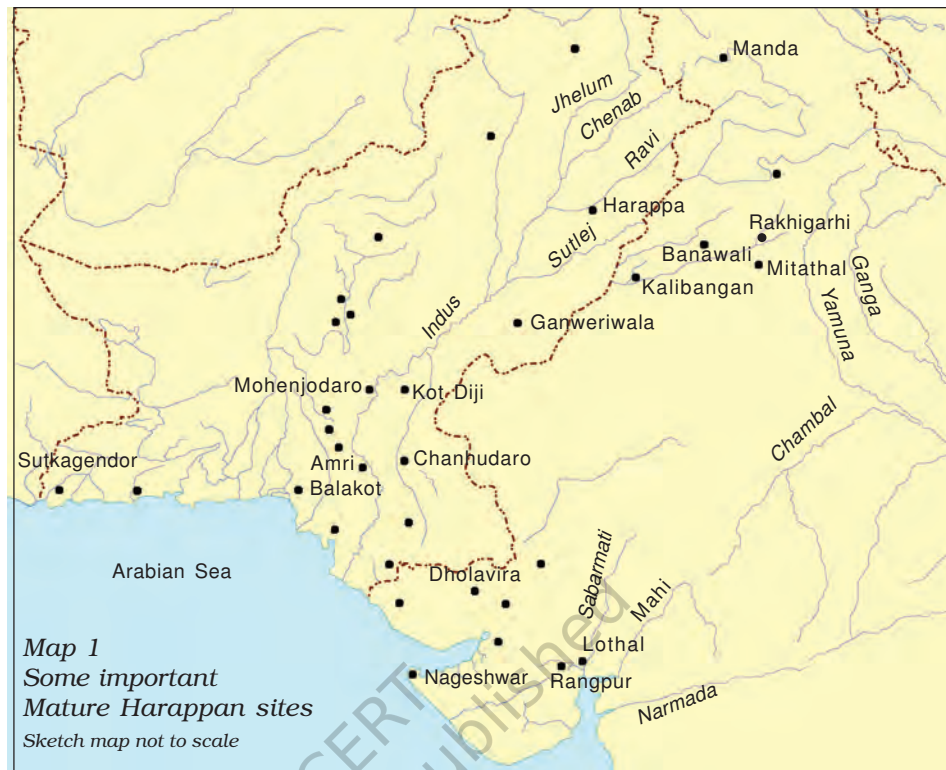 Manda
Jhelum
Chenab
Ravi
Harappa
Rakhigarhi
Sutlej
Banawali
Mitathal
Ganga
Kalibangan
Indus
Ganweriwala
Yamuna
Mohenjodaro
Kot Diji
Chambal
Sutkagendor
Amri
Chanhudaro
Balakot
Arabian Sea
Dholavira
Sabarmati
Mahi
Lothal
Nageshwar
Rangpur
Narmada
Map 1
Some important
Mature Harappan sites
Sketch map not to scale